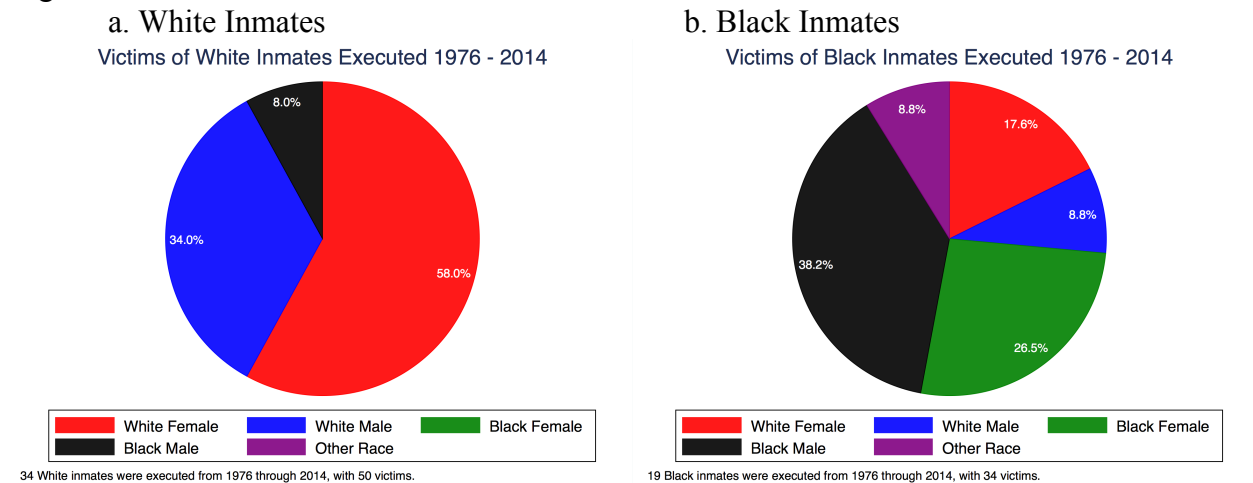 a. White Inmates
Victims of White Inmates Executed 1976 - 2014
8.0%
34.0%
58.0%
White Female
White Male
Black Female
Black Male
Other Race
34 White inmates were executed from 1976 through 2014, with 50 victims.
b. Black Inmates
Victims of Black Inmates Executed 1976 - 2014
8.8%
17.6%
8.8%
38.2%
26.5%
White Female
White Male
Black Female
Black Male
Other Race
19 Black inmates were executed from 1976 through 2014, with 34 victims.